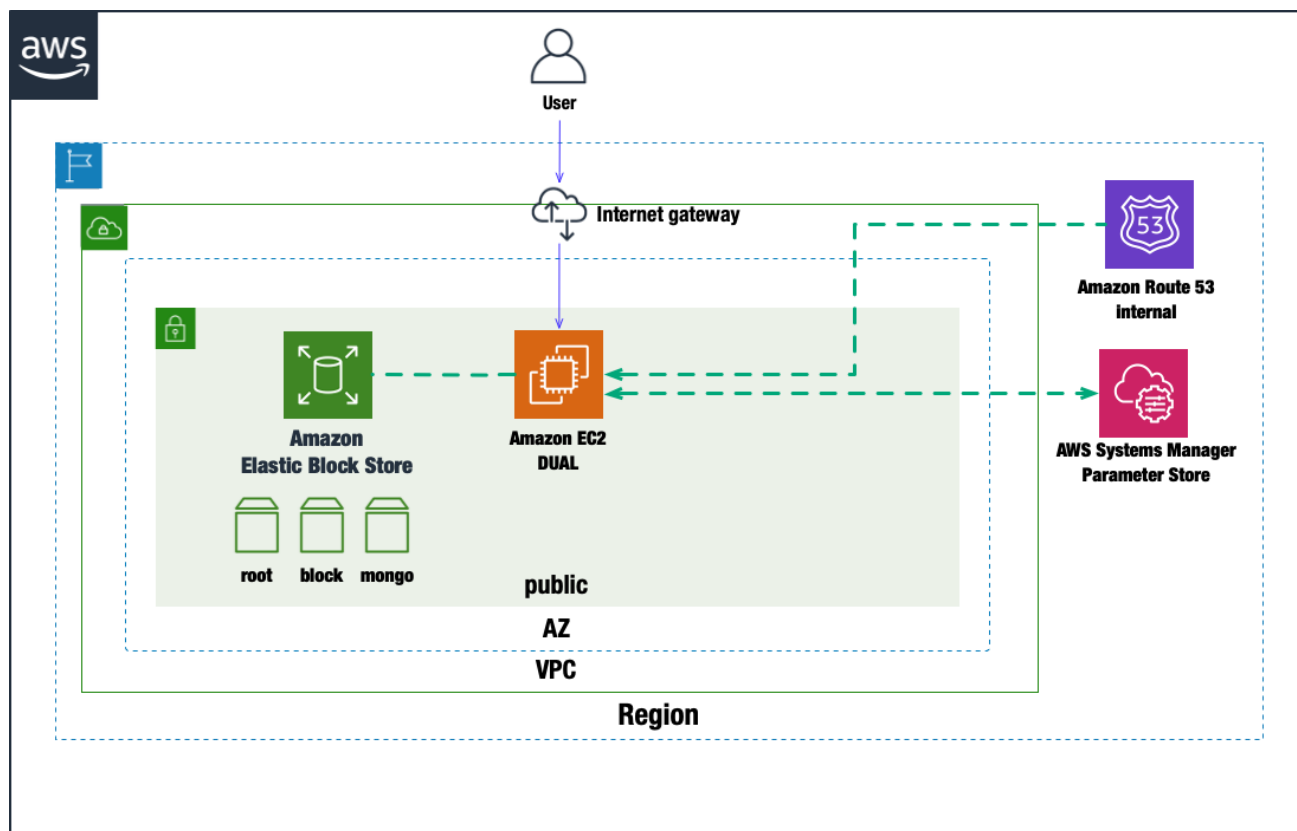 aws
User
Internet gateway
53
Amazon Route 53
internal
Amazon
Elastic Block Store
Amazon EC2
DUAL
AWS Systems Manager
Parameter Store
root
block
mongo
public
AZ
VPC
Region